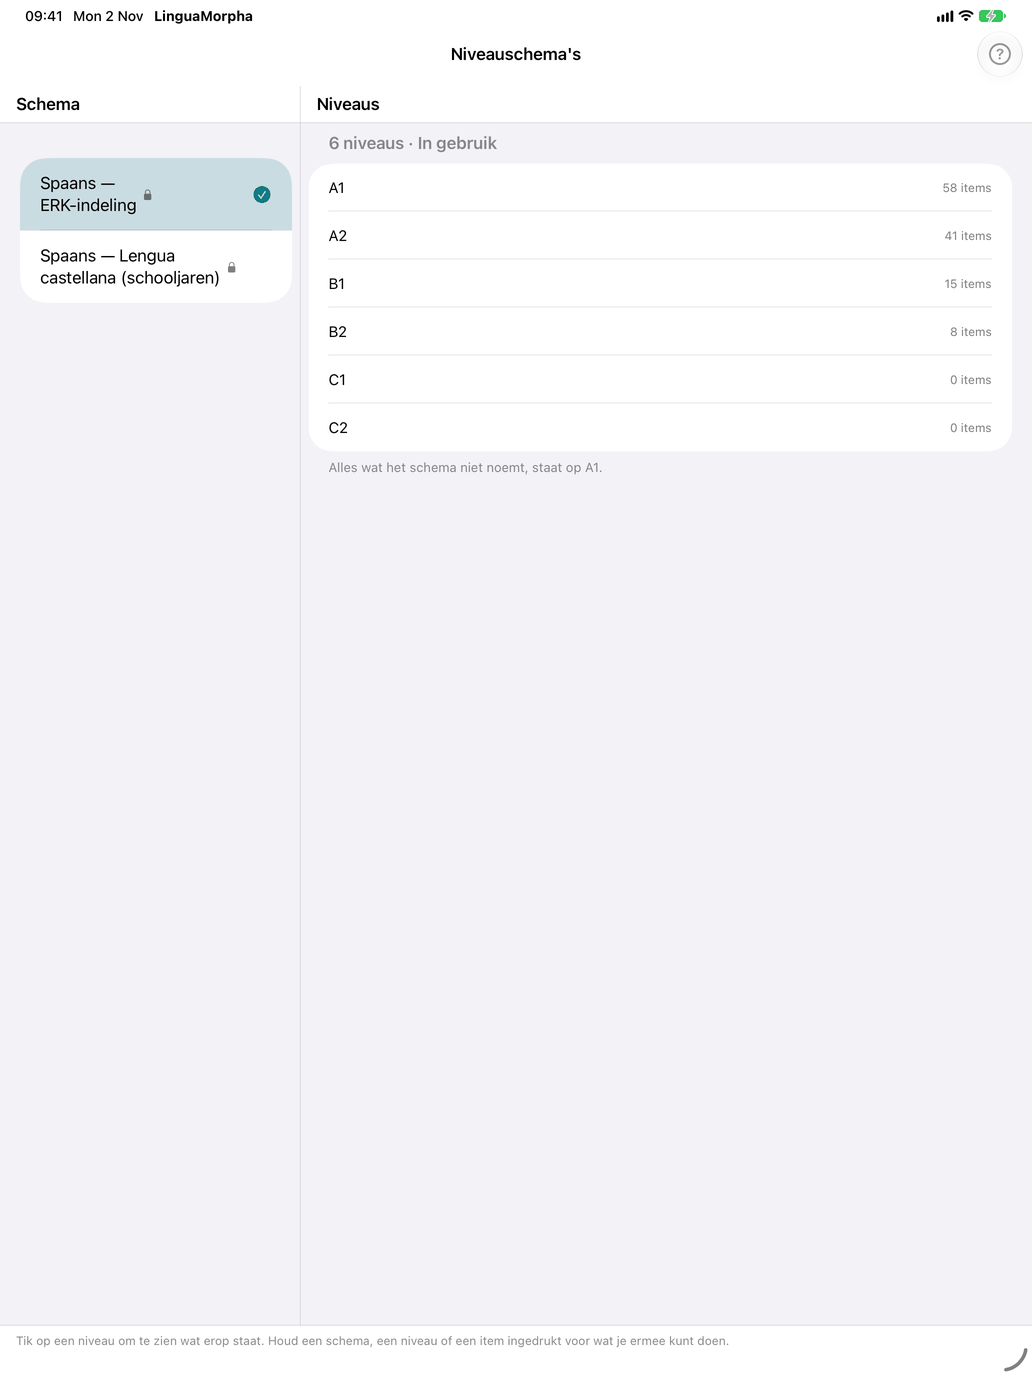 09:41 Mon 2 Nov LinguaMorpha
Niveauschema's
?
Schema
Niveaus
6 niveaus · In gebruik
Spaans —
ERK-indeling
Spaans — Lengua
castellana (schooljaren)
A1 58 items
A2 41 items
B1 15 items
B2 8 items
C1 0 items
C2 0 items
Alles wat het schema niet noemt, staat op A1.
Tik op een niveau om te zien wat erop staat. Houd een schema, een niveau of een item ingedrukt voor wat je ermee kunt doen.